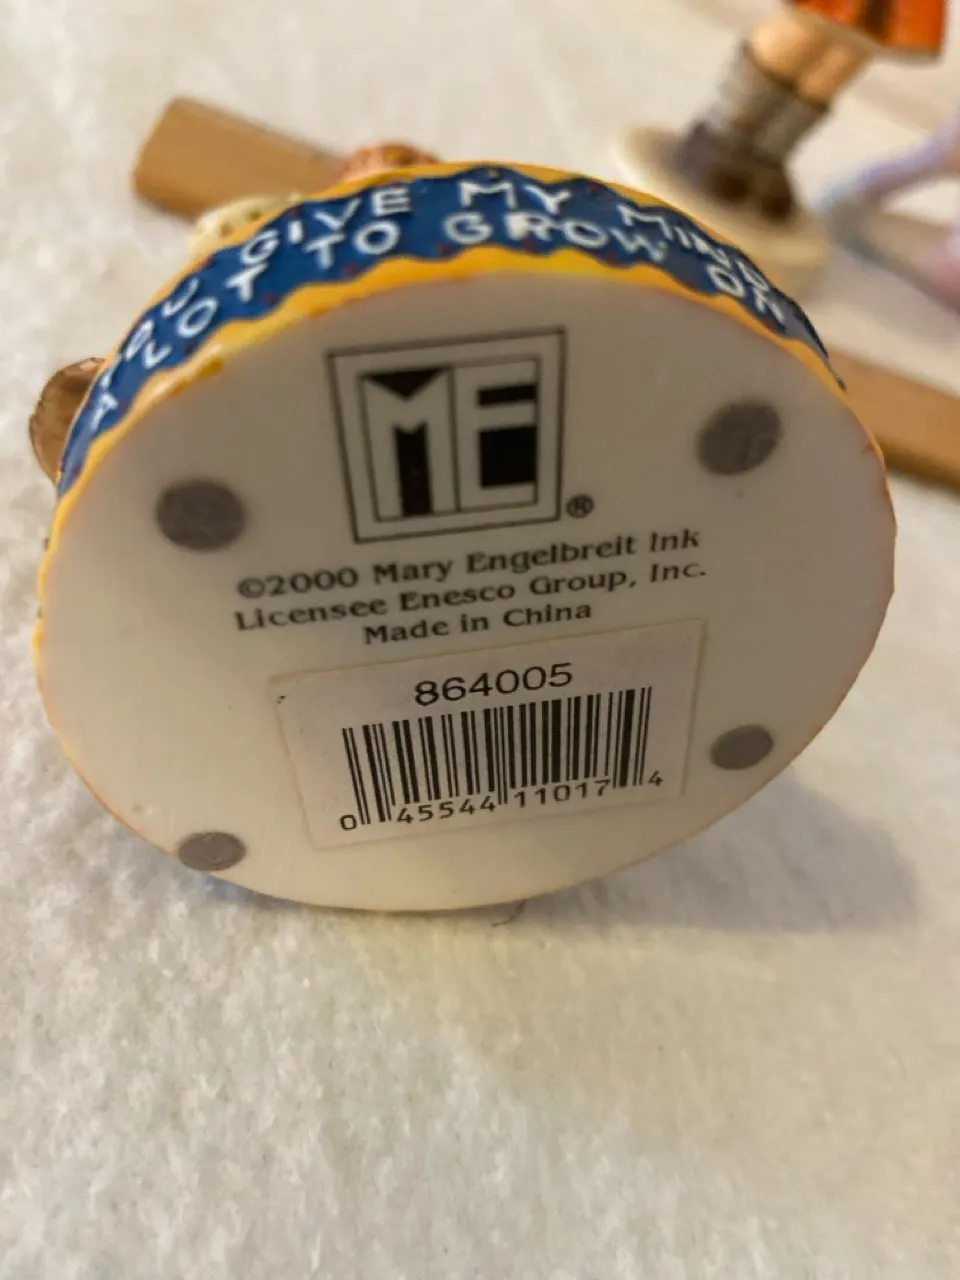 YOU GIVE MY MIND
A LOT TO GROW ON
ME®
©2000 Mary Engelbreit Ink
Licensee Enesco Group, Inc.
Made in China
864005
0 45544 11017 4